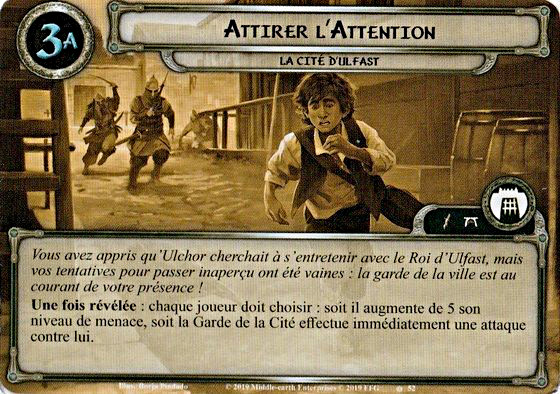 3A
ATTIRER L'ATTENTION
LA CITÉ D'ULFAST
Vous avez appris qu'Ulchor cherchait à s'entretenir avec le Roi d'Ulfast, mais
vos tentatives pour passer inaperçu ont été vaines : la garde de la ville est au
courant de votre présence !
Une fois révélée : chaque joueur doit choisir : soit il augmente de 5 son
niveau de menace, soit la Garde de la Cité effectue immédiatement une attaque
contre lui.
Illus. Borja Pindado © 2019 Middle-earth Enterprises © 2019 FFG 52